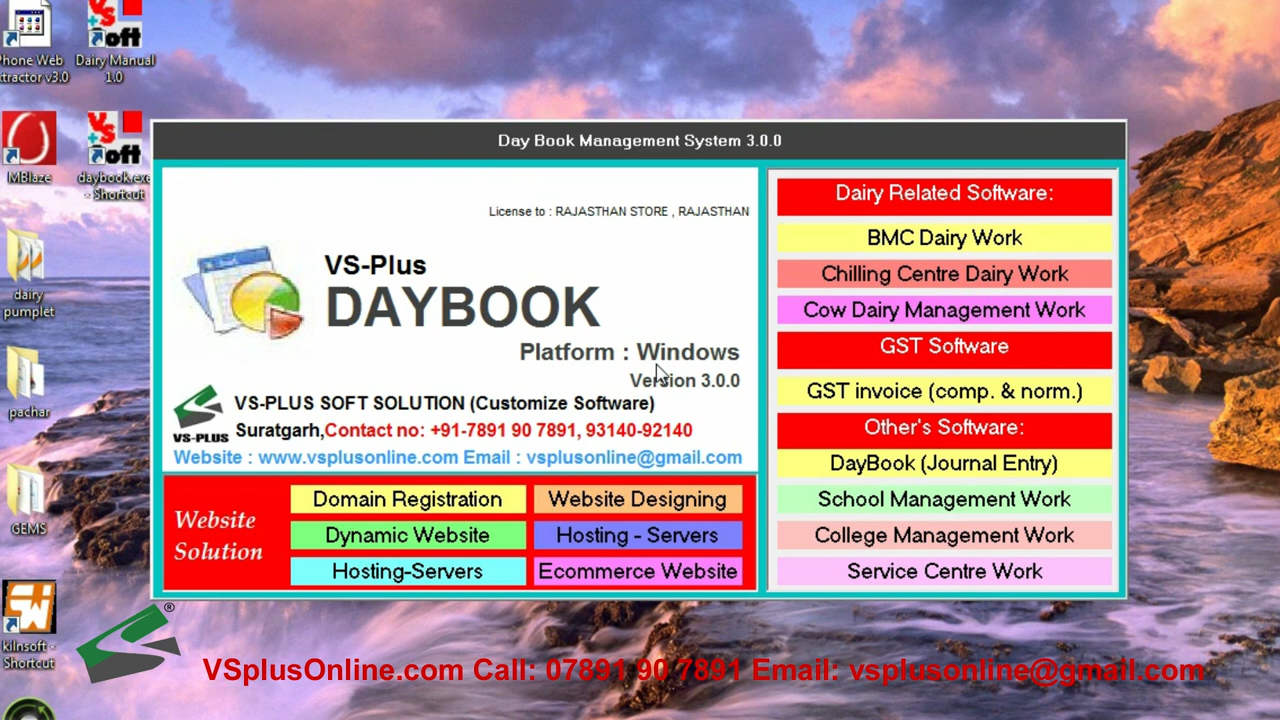 Phone Web
tractor v3.0
Dairy Manual
1.0
MBlaze
daybook.exe
- Shortcut
dairy
pumplet
pachar
GEMS
kilnsoft -
Shortcut
Day Book Management System 3.0.0
License to : RAJASTHAN STORE , RAJASTHAN
VS-Plus
DAYBOOK
Platform : Windows
Version 3.0.0
VS-PLUS
VS-PLUS SOFT SOLUTION (Customize Software)
Suratgarh,Contact no: +91-7891 90 7891, 93140-92140
Website : www.vsplusonline.com Email : vsplusonline@gmail.com
Website
Solution
Domain Registration
Website Designing
Dynamic Website
Hosting - Servers
Hosting-Servers
Ecommerce Website
Dairy Related Software:
BMC Dairy Work
Chilling Centre Dairy Work
Cow Dairy Management Work
GST Software
GST invoice (comp. & norm.)
Other's Software:
DayBook (Journal Entry)
School Management Work
College Management Work
Service Centre Work
VSplusOnline.com Call: 07891 90 7891 Email: vsplusonline@gmail.com